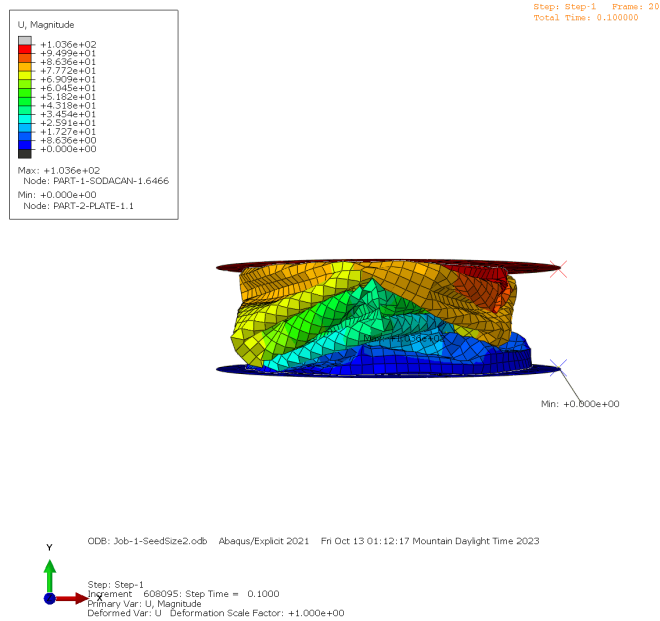 Step: Step-1 Frame: 20
Total Time: 0.100000
U, Magnitude
+1.036e+02
+9.499e+01
+8.636e+01
+7.772e+01
+6.909e+01
+6.045e+01
+5.182e+01
+4.318e+01
+3.454e+01
+2.591e+01
+1.727e+01
+8.636e+00
+0.000e+00
Max: +1.036e+02
Node: PART-1-SODACAN-1.6466
Min: +0.000e+00
Node: PART-2-PLATE-1.1
Max: +1.036e+02
Min: +0.000e+00
ODB: Job-1-SeedSize2.odb Abaqus/Explicit 2021 Fri Oct 13 01:12:17 Mountain Daylight Time 2023
Y
X
Step: Step-1
Increment 608095: Step Time = 0.1000
Primary Var: U, Magnitude
Deformed Var: U Deformation Scale Factor: +1.000e+00